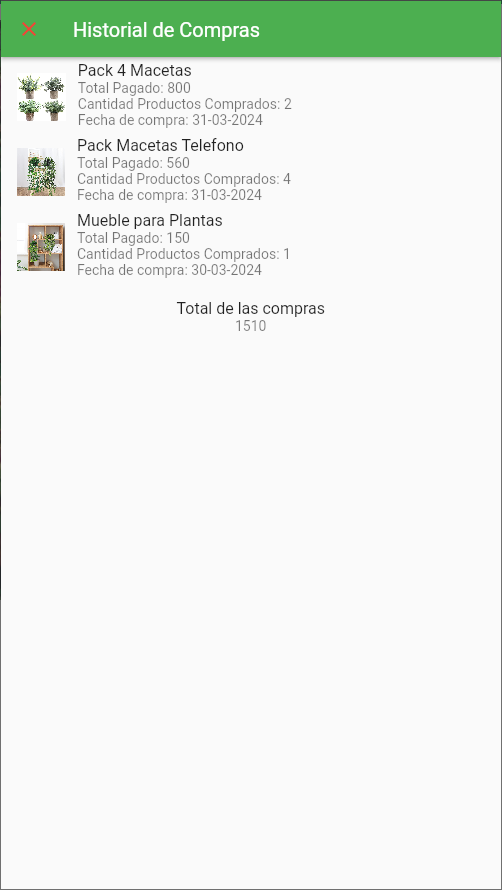 Historial de Compras
Pack 4 Macetas
Total Pagado: 800
Cantidad Productos Comprados: 2
Fecha de compra: 31-03-2024
Pack Macetas Telefono
Total Pagado: 560
Cantidad Productos Comprados: 4
Fecha de compra: 31-03-2024
Mueble para Plantas
Total Pagado: 150
Cantidad Productos Comprados: 1
Fecha de compra: 30-03-2024
Total de las compras
1510